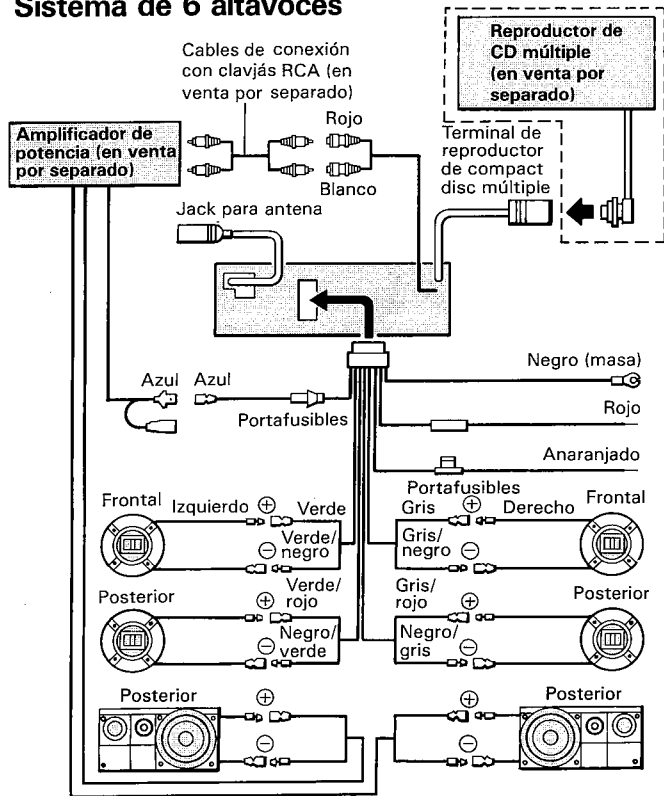 Sistema de 6 altavoces
Reproductor de
CD múltiple
(en venta por
separado)
Cables de conexión
con clavjás RCA (en
venta por separado)
Rojo
Amplificador de
potencia (en venta
por separado)
Terminal de
reproductor
de compact
disc múltiple
Blanco
Jack para antena
Negro (masa)
Azul Azul
Portafusibles
Rojo
Anaranjado
Portafusibles
Frontal
Izquierdo ⊕ Verde
Gris ⊕ Derecho
Frontal
Verde/
negro
⊖
Gris/
negro
⊖
Posterior
Verde/
rojo
⊕
Gris/
rojo
⊕
Posterior
Negro/
verde
⊖
Negro/
gris
⊖
Posterior
⊕
⊕
Posterior
⊖
⊖